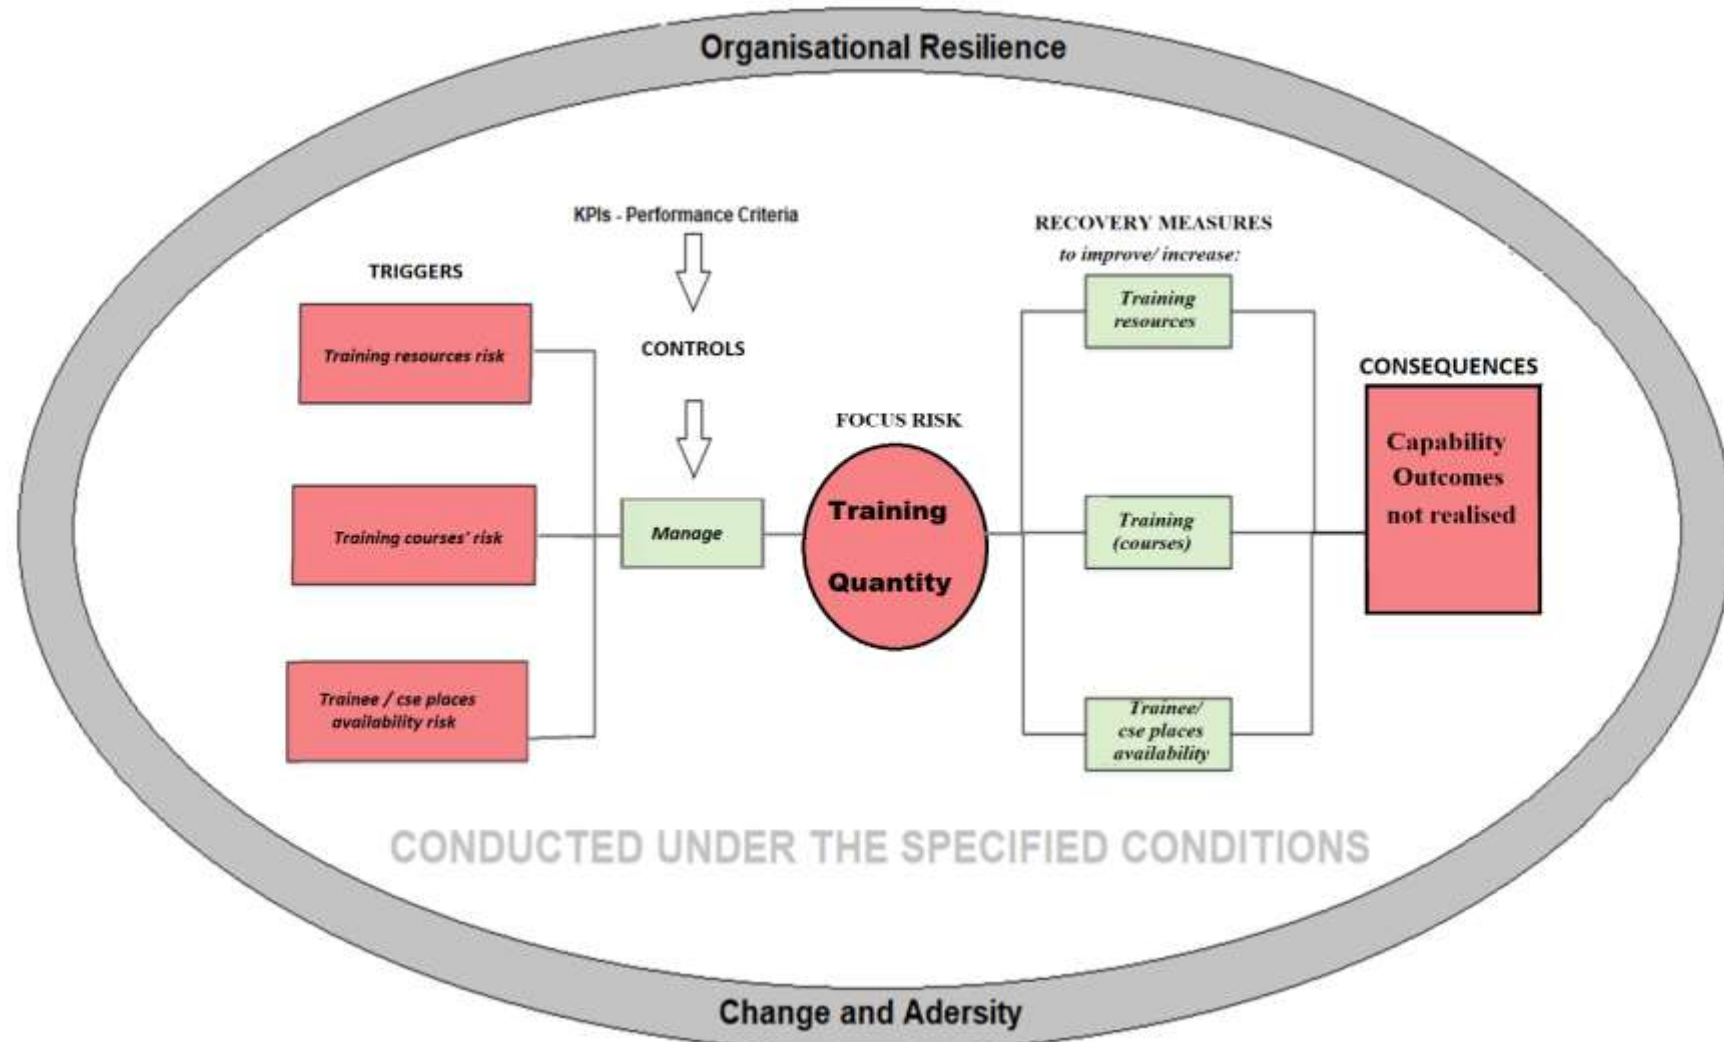 Organisational Resilience
KPIs - Performance Criteria
TRIGGERS
CONTROLS
Training resources risk
Training courses' risk
Trainee / cse places
availability risk
Manage
FOCUS RISK
Training
Quantity
RECOVERY MEASURES
to improve/ increase:
Training
resources
Training
(courses)
Trainee/
cse places
availability
CONSEQUENCES
Capability
Outcomes
not realised
CONDUCTED UNDER THE SPECIFIED CONDITIONS
Change and Adersity